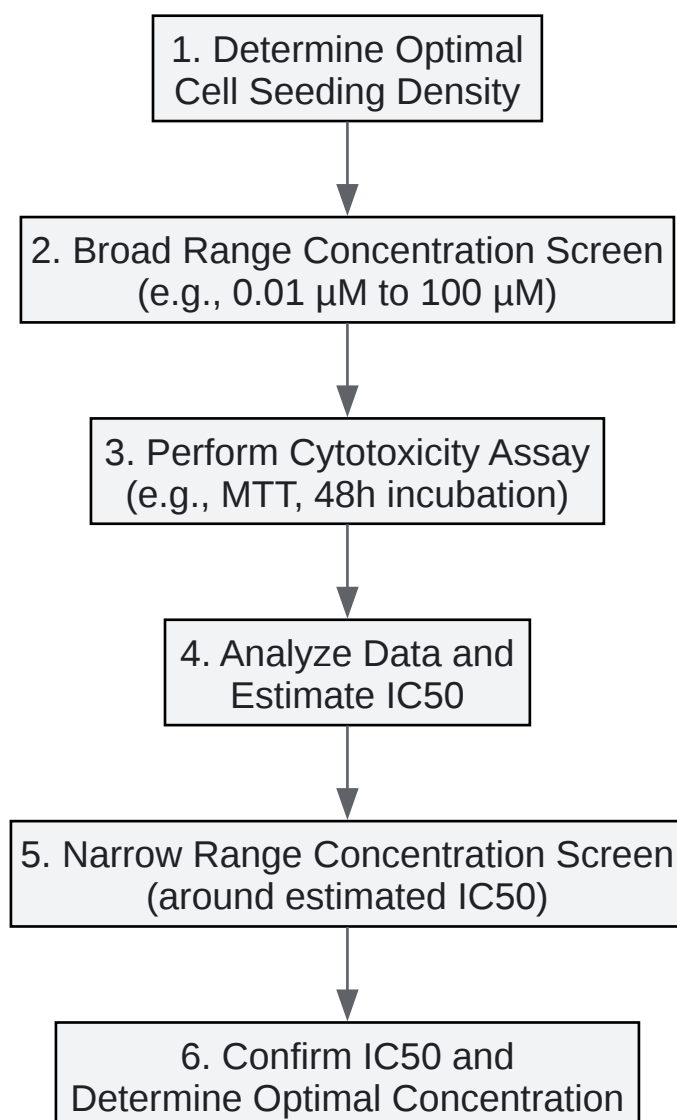 1. Determine Optimal
Cell Seeding Density
2. Broad Range Concentration Screen
(e.g., 0.01 µM to 100 µM)
3. Perform Cytotoxicity Assay
(e.g., MTT, 48h incubation)
4. Analyze Data and
Estimate IC50
5. Narrow Range Concentration Screen
(around estimated IC50)
6. Confirm IC50 and
Determine Optimal Concentration